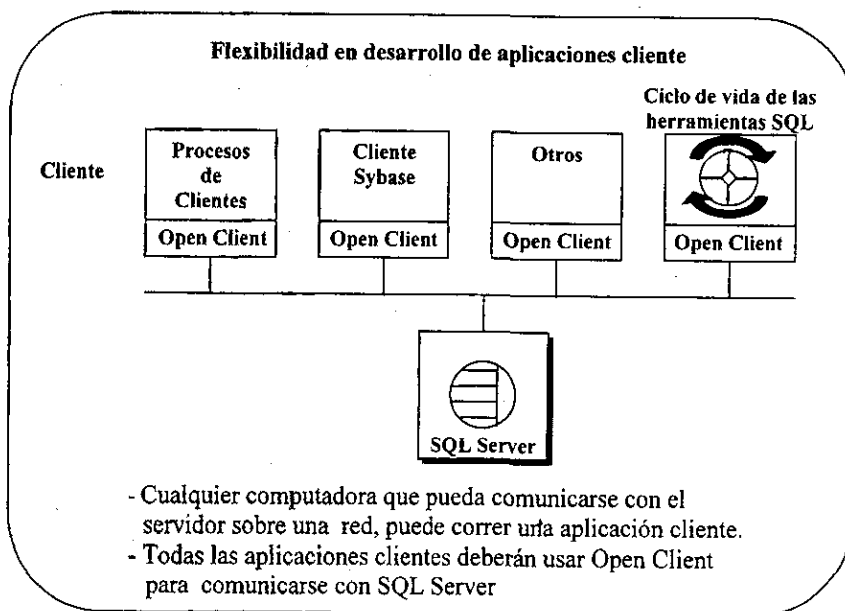 Flexibilidad en desarrollo de aplicaciones cliente
Ciclo de vida de las
herramientas SQL
Cliente
Procesos
de
Clientes
Open Client
Cliente
Sybase
Open Client
Otros
Open Client
Open Client
SQL Server
- Cualquier computadora que pueda comunicarse con el
servidor sobre una red, puede correr una aplicación cliente.
- Todas las aplicaciones clientes deberán usar Open Client
para comunicarse con SQL Server